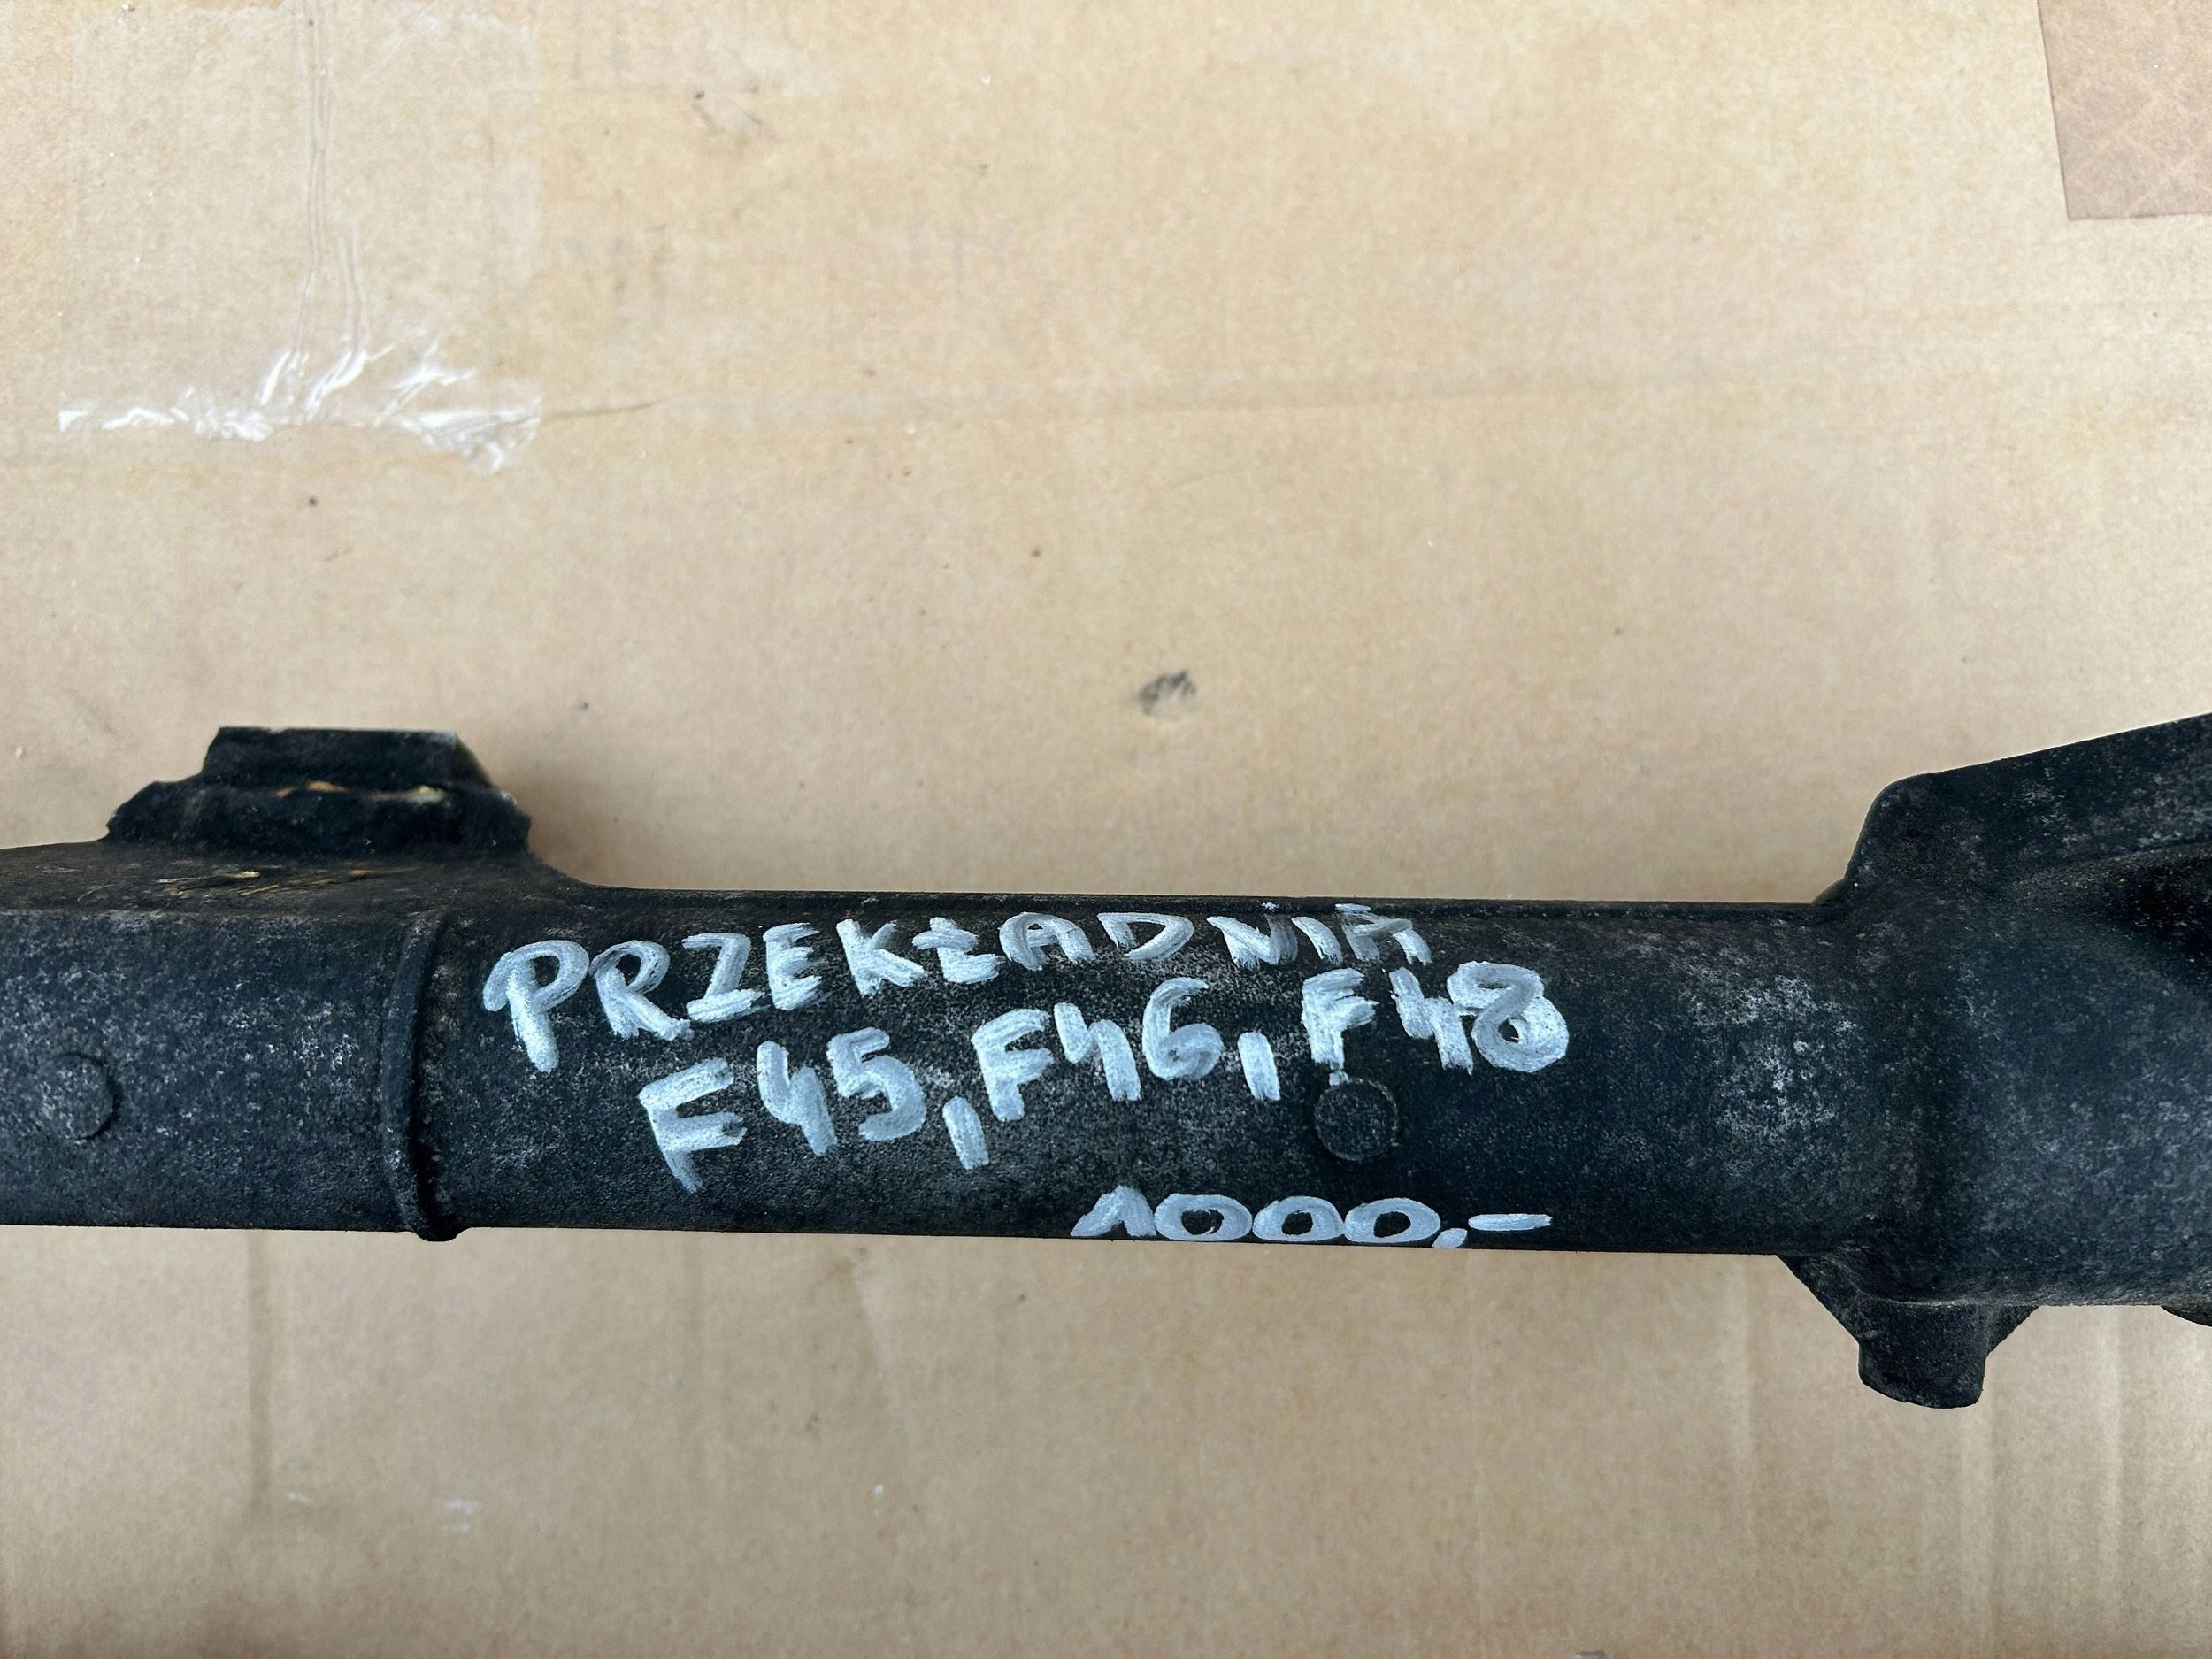 PRZEKŁADNIA
F45, F46, F48
1000,-